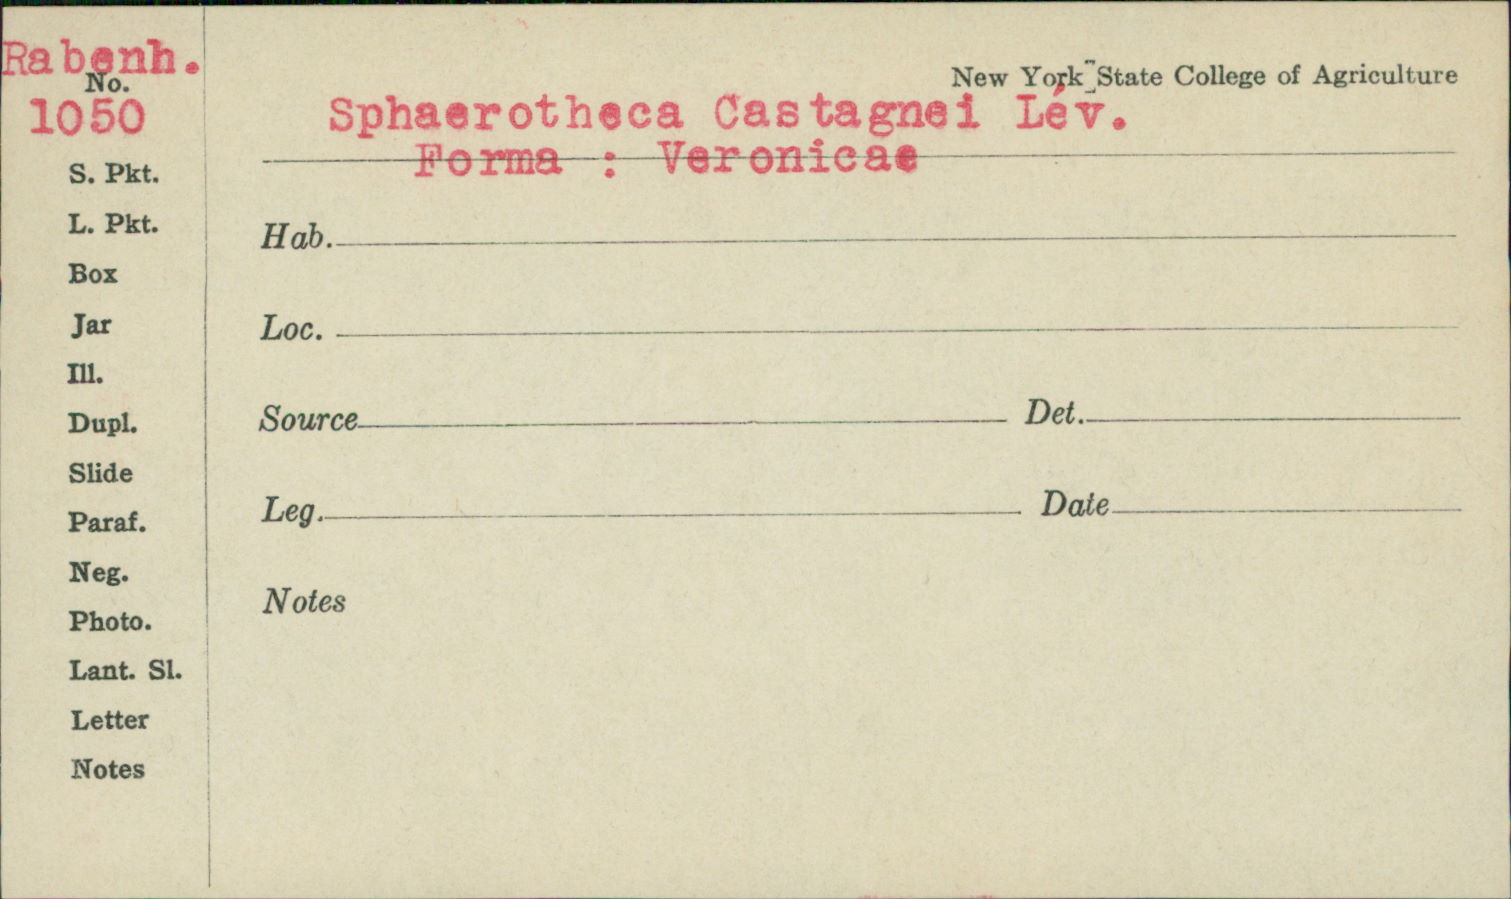 Rabenh.
No.
1050
S. Pkt.
L. Pkt.
Box
Jar
Ill.
Dupl.
Slide
Paraf.
Neg.
Photo.
Lant. Sl.
Letter
Notes
New York State College of Agriculture
Sphaerotheca Castagnei Lév.
Forma : Veronicae
Hab.
Loc.
Source Det.
Leg. Date
Notes